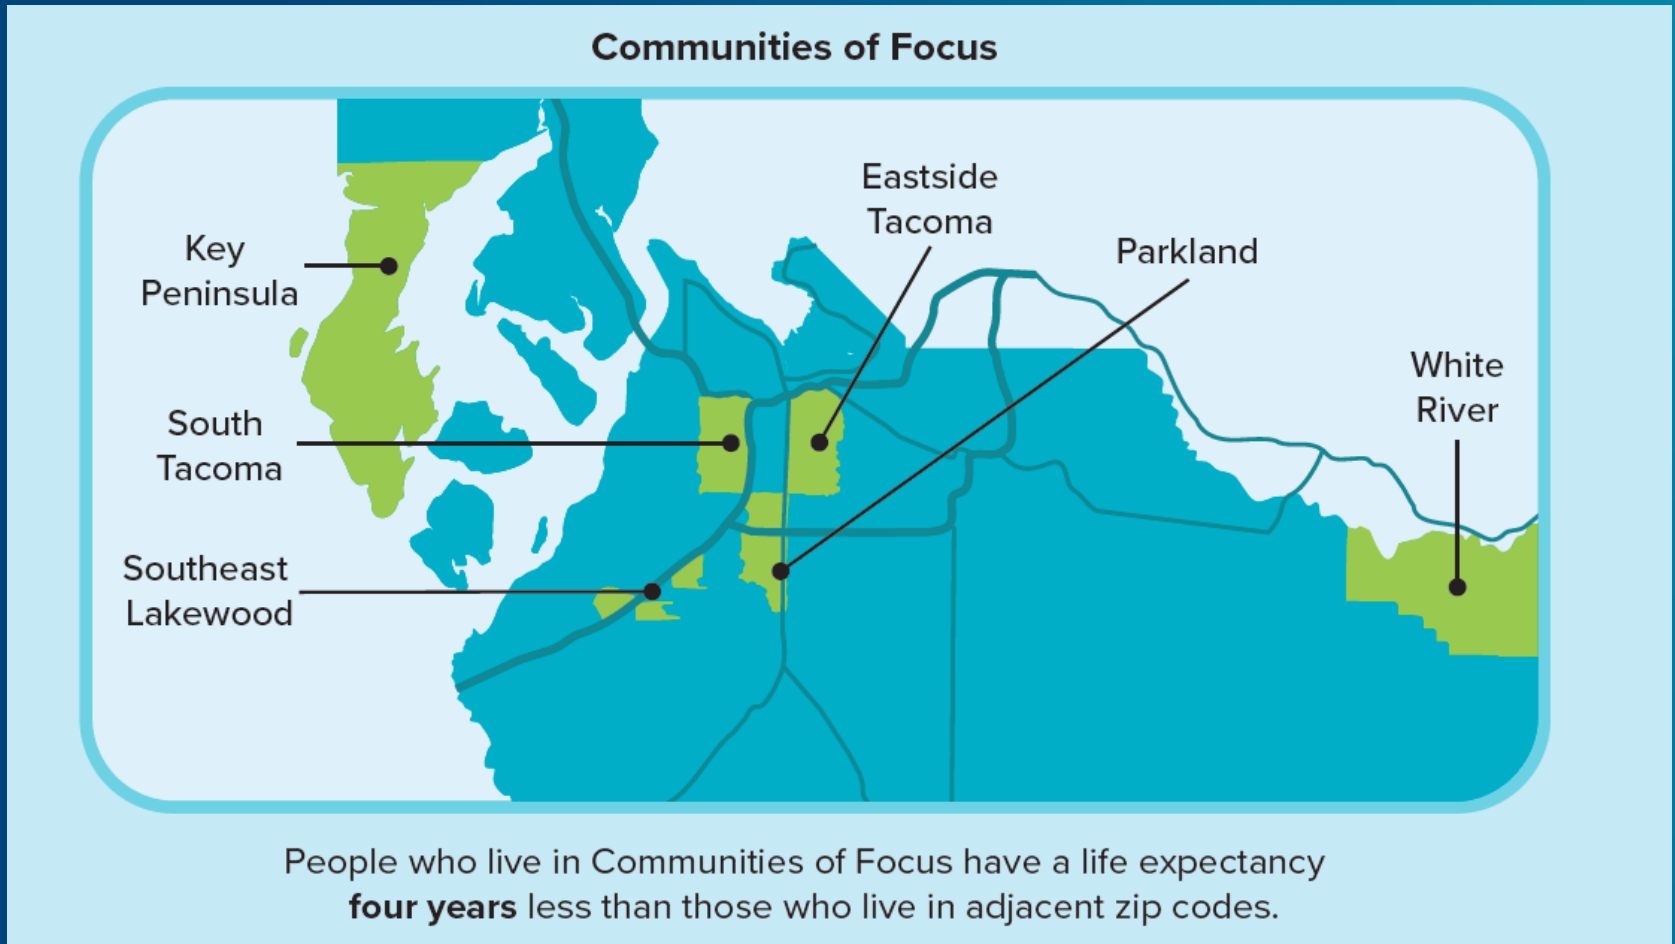 Communities of Focus
Eastside
Tacoma
Parkland
Key
Peninsula
White
River
South
Tacoma
Southeast
Lakewood
People who live in Communities of Focus have a life expectancy
four years less than those who live in adjacent zip codes.